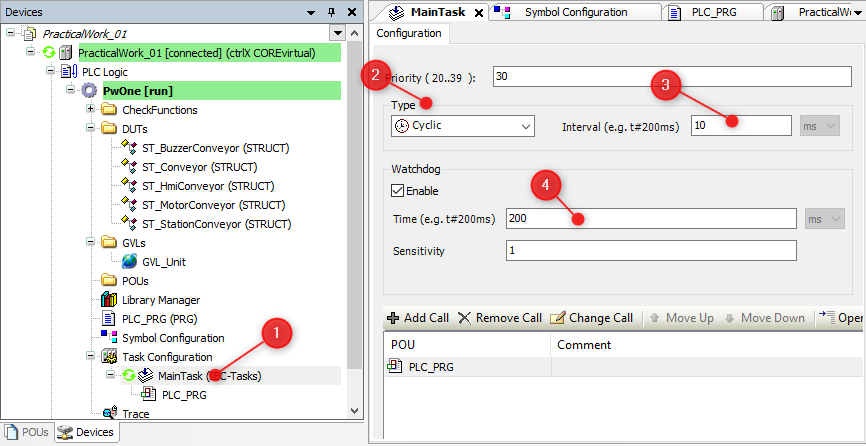 Devices
PracticalWork_01
PracticalWork_01 [connected] (ctrlX COREvirtual)
PLC Logic
PwOne [run]
CheckFunctions
DUTs
ST_BuzzerConveyor (STRUCT)
ST_Conveyor (STRUCT)
ST_HmiConveyor (STRUCT)
ST_MotorConveyor (STRUCT)
ST_StationConveyor (STRUCT)
GVLs
GVL_Unit
POUs
Library Manager
PLC_PRG (PRG)
Symbol Configuration
1
Task Configuration
MainTask (IEC-Tasks)
PLC_PRG
Trace
POUs Devices
MainTask Symbol Configuration PLC_PRG PracticalW
Configuration
2
Priority ( 20..39 ): 30
3
Type
Cyclic Interval (e.g. t#200ms) 10 ms
Watchdog
Enable
4
Time (e.g. t#200ms) 200 ms
Sensitivity 1
Add Call Remove Call Change Call Move Up Move Down Open
POU Comment
PLC_PRG